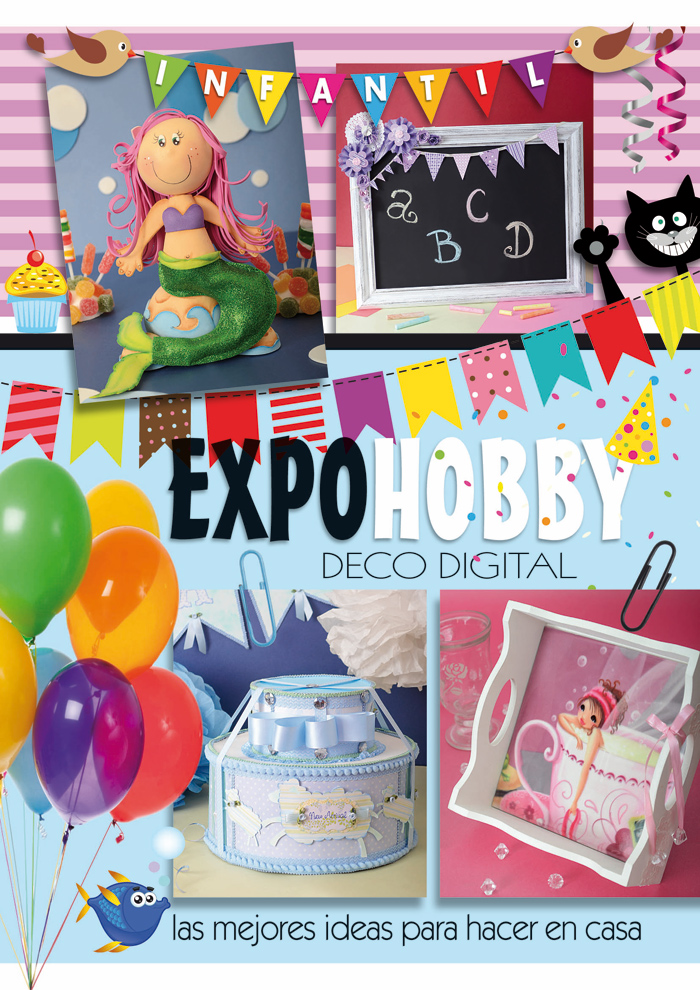 INFANTIL
a
C
B
D
EXPOHOBBY
DECO DIGITAL
las mejores ideas para hacer en casa